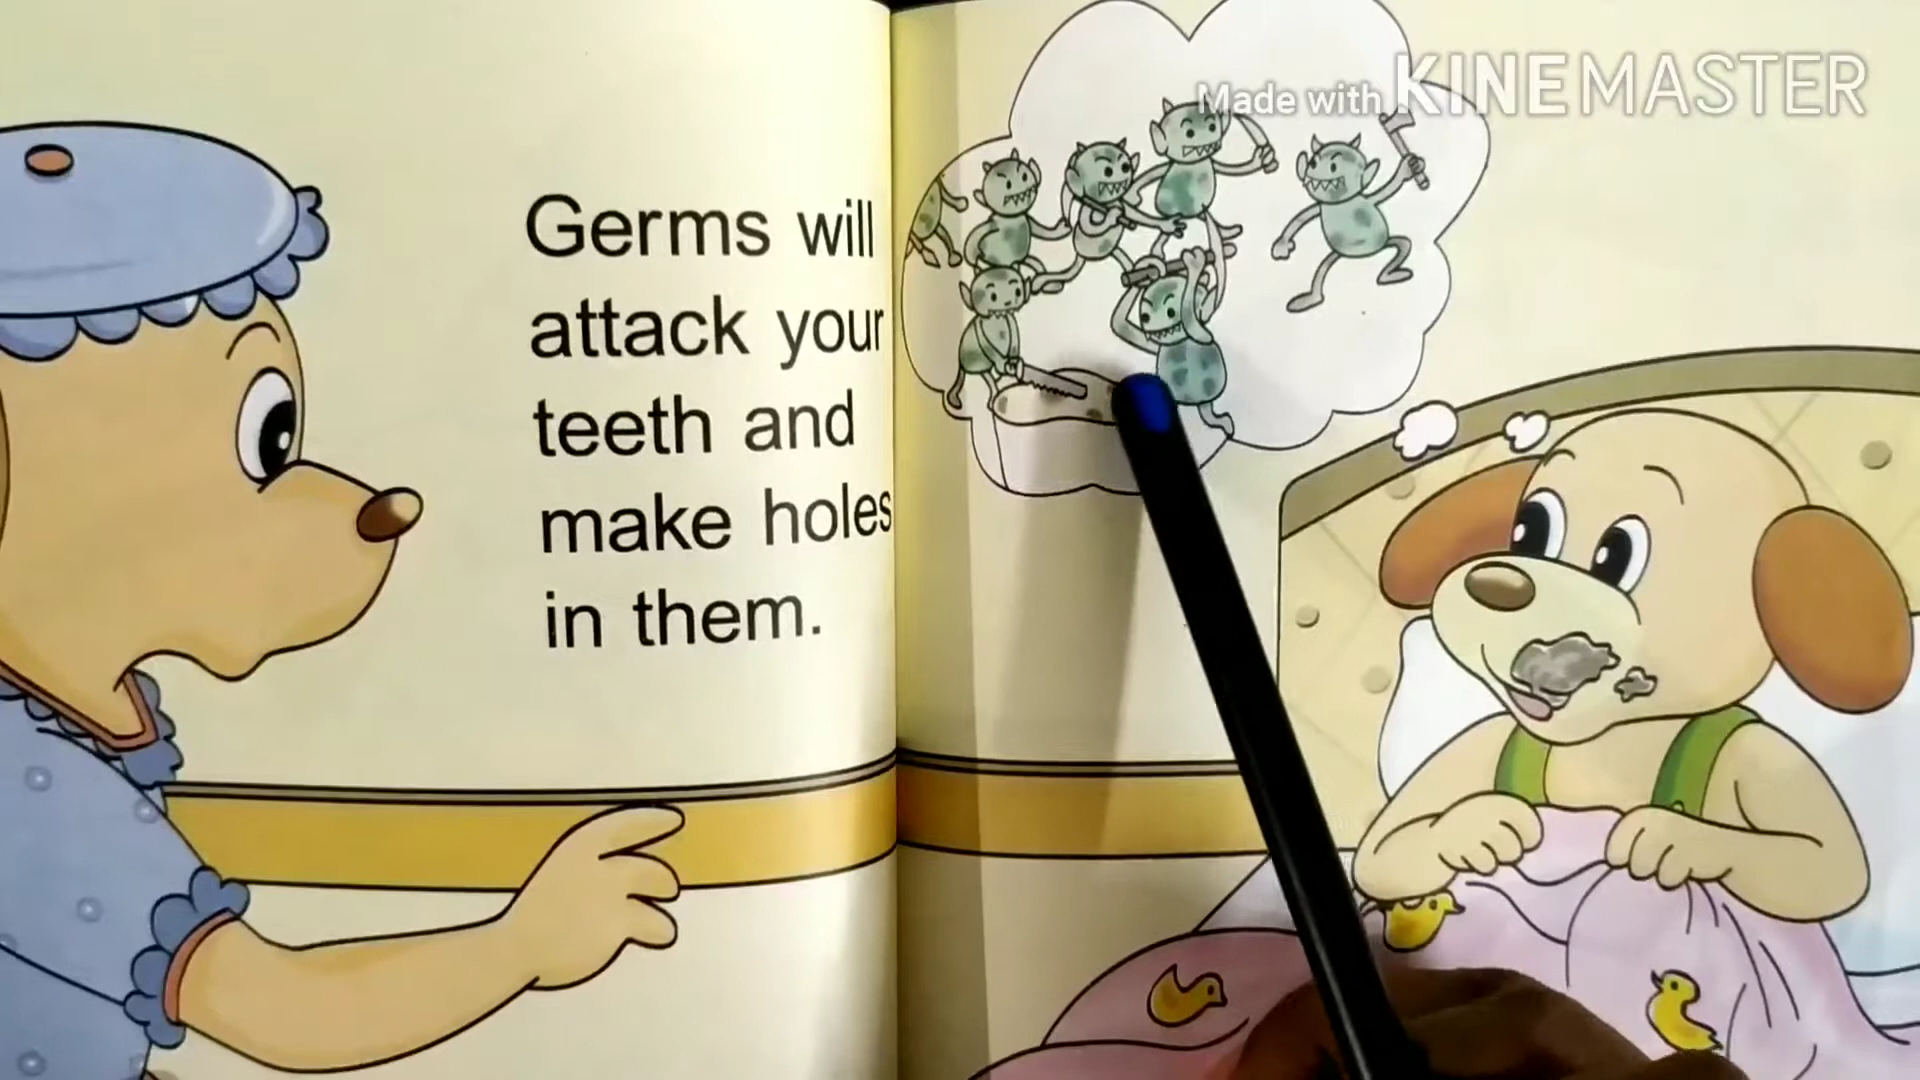 Made with KINEMASTER
Germs will
attack your
teeth and
make holes
in them.